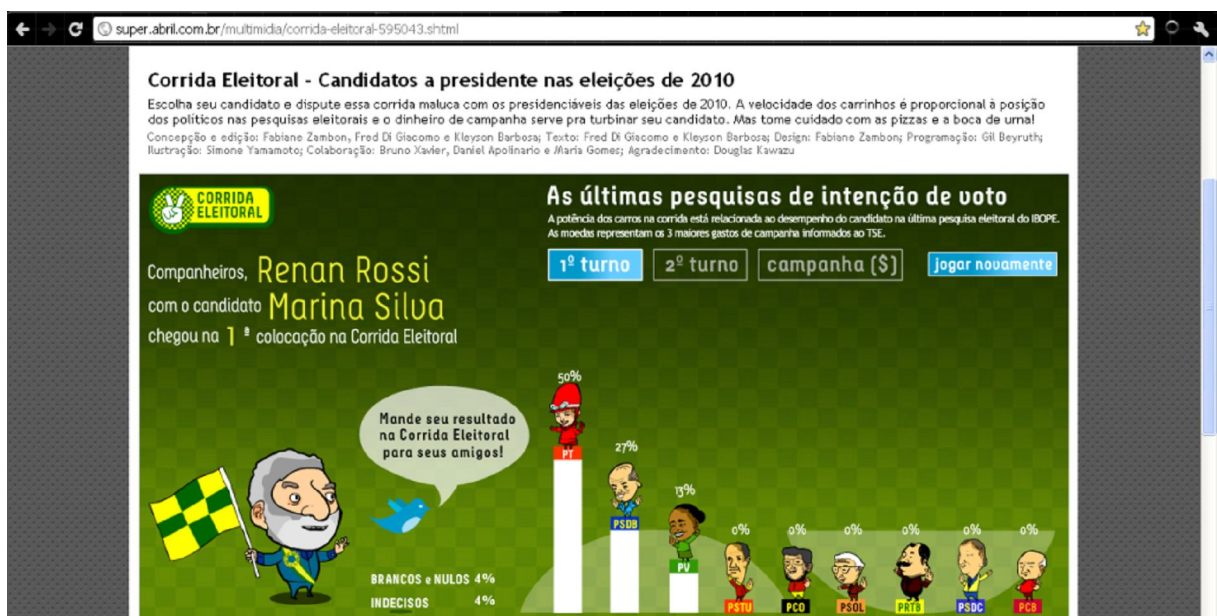 super.abril.com.br/multimidia/corrida-eleitoral-595043.shtml
Corrida Eleitoral - Candidatos a presidente nas eleições de 2010
Escolha seu candidato e dispute essa corrida maluca com os presidenciáveis das eleições de 2010. A velocidade dos carrinhos é proporcional à posição
dos políticos nas pesquisas eleitorais e o dinheiro de campanha serve pra turbinar seu candidato. Mas tome cuidado com as pizzas e a boca de urna!
Concepção e edição: Fabiane Zambon, Fred Di Giacomo e Kleyson Barbosa; Texto: Fred Di Giacomo e Kleyson Barbosa; Design: Fabiane Zambon; Programação: Gil Beyruth;
Ilustração: Simone Yamamoto; Colaboração: Bruno Xavier, Daniel Apolinario e Maria Gomes; Agradecimento: Douglas Kawazu
CORRIDA
ELEITORAL
Companheiros, Renan Rossi
com o candidato Marina Silva
chegou na 1ª colocação na Corrida Eleitoral
As últimas pesquisas de intenção de voto
A potência dos carros na corrida está relacionada ao desempenho do candidato na última pesquisa eleitoral do IBOPE.
As moedas representam os 3 maiores gastos de campanha informados ao TSE.
1º turno 2º turno campanha ($) jogar novamente
Mande seu resultado
na Corrida Eleitoral
para seus amigos!
BRANCOS e NULOS 4%
INDECISOS 4%
50% 27% 13% 0% 0% 0% 0% 0% 0%
PT PSDB PV PSTU PCO PSOL PRTB PSDC PCB